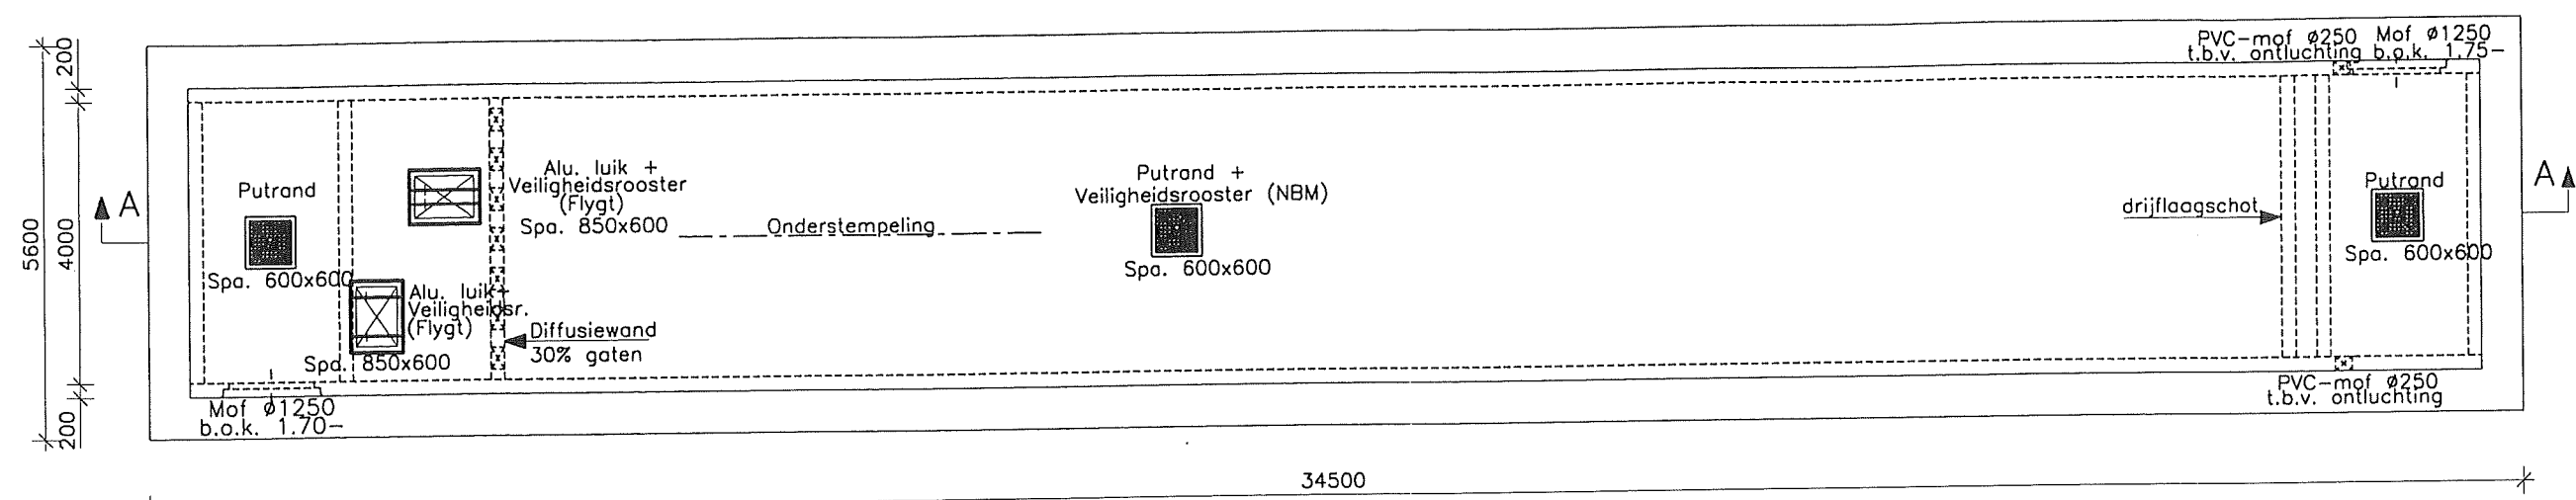 200
4000
200
5600
A
Putrand
Spa. 600x600
Mof ø1250
b.o.k. 1.70-
Alu. luik +
Veiligheidsrooster
(Flygt)
Spa. 850x600
Alu. luik+
Veiligheidsr.
(Flygt)
Spa. 850x600
Diffusiewand
30% gaten
Onderstempeling
Putrand +
Veiligheidsrooster (NBM)
Spa. 600x600
drijflaagschot
PVC-mof ø250
t.b.v. ontluchting
Mof ø1250
b.o.k. 1.75-
Putrand
Spa. 600x600
PVC-mof ø250
t.b.v. ontluchting
A
34500